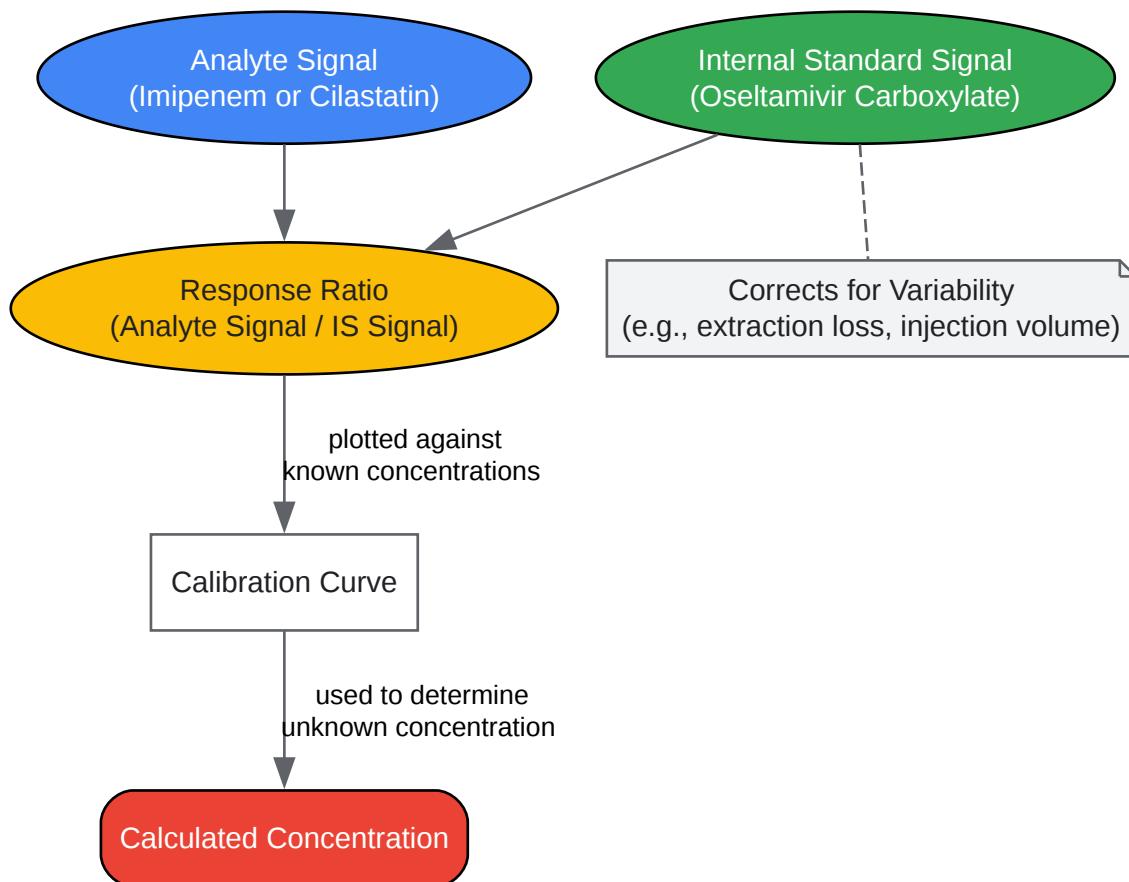 Analyte Signal
(Imipenem or Cilastatin)
Internal Standard Signal
(Oseltamivir Carboxylate)
Response Ratio
(Analyte Signal / IS Signal)
Corrects for Variability
(e.g., extraction loss, injection volume)
plotted against
known concentrations
Calibration Curve
used to determine
unknown concentration
Calculated Concentration